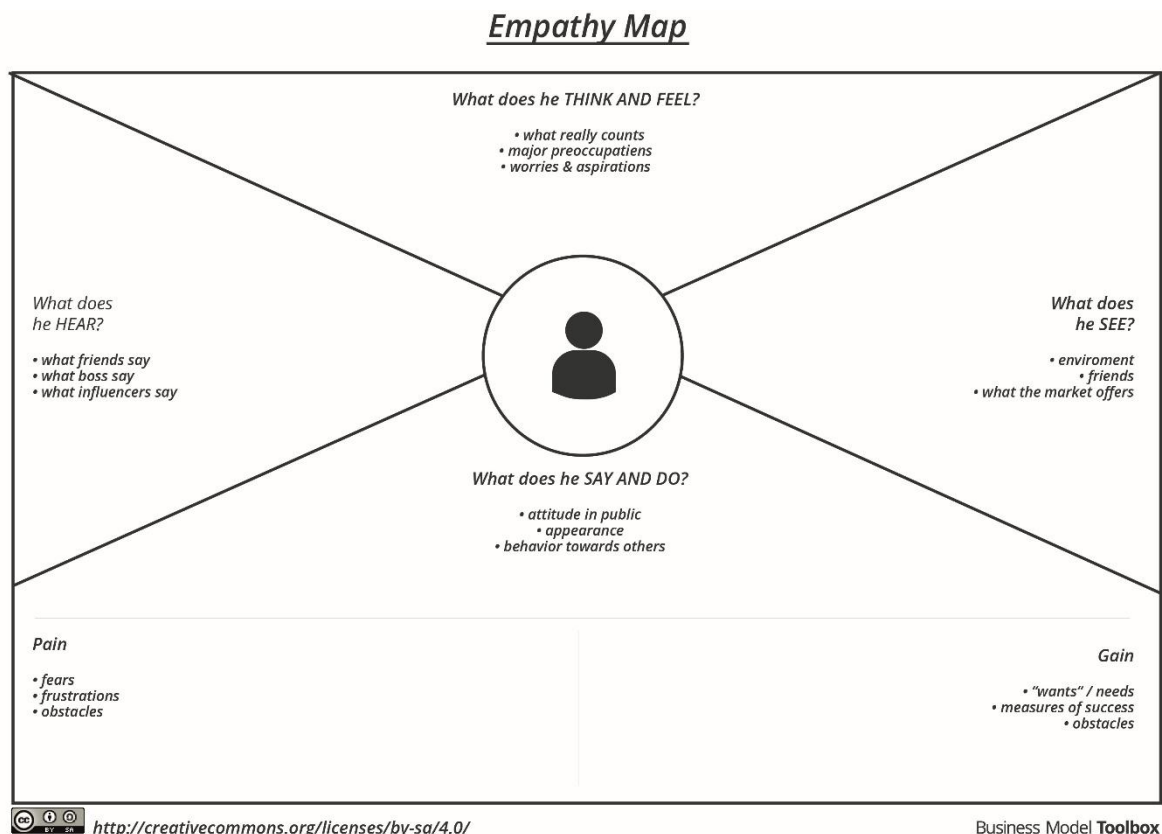 Empathy Map
What does he THINK AND FEEL?
• what really counts
• major preoccupatiens
• worries & aspirations
What does
he HEAR?
• what friends say
• what boss say
• what influencers say
What does
he SEE?
• enviroment
• friends
• what the market offers
What does he SAY AND DO?
• attitude in public
• appearance
• behavior towards others
Pain
• fears
• frustrations
• obstacles
Gain
• “wants” / needs
• measures of success
• obstacles
cc BY SA http://creativecommons.org/licenses/by-sa/4.0/
Business Model Toolbox